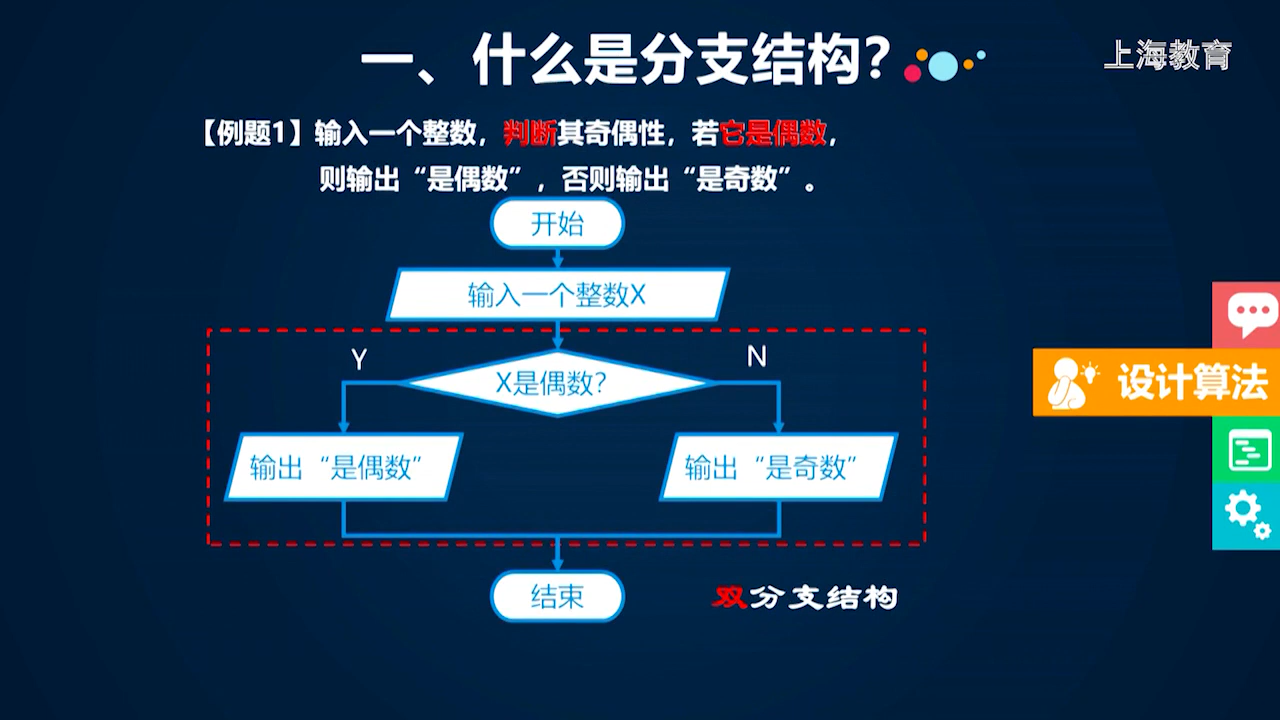 一、什么是分支结构？
上海教育
【例题1】输入一个整数，判断其奇偶性，若它是偶数，
则输出“是偶数”，否则输出“是奇数”。
开始
输入一个整数X
Y
N
X是偶数？
设计算法
输出“是偶数”
输出“是奇数”
结束
双分支结构